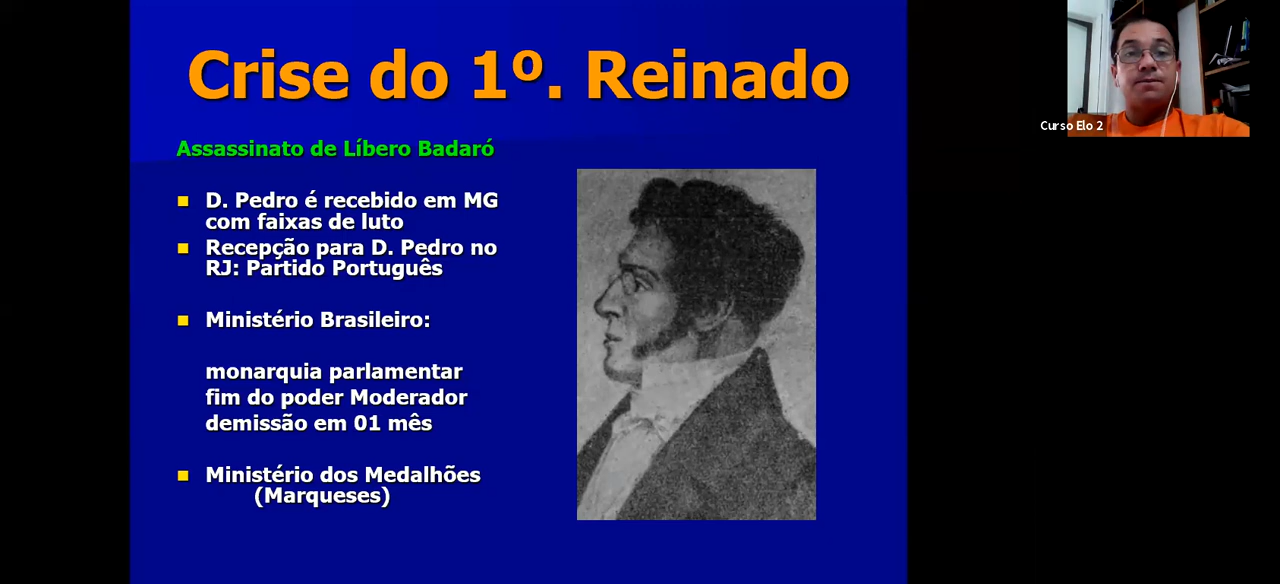 Crise do 1º. Reinado
Assassinato de Líbero Badaró
D. Pedro é recebido em MG
com faixas de luto
Recepção para D. Pedro no
RJ: Partido Português
Ministério Brasileiro:
monarquia parlamentar
fim do poder Moderador
demissão em 01 mês
Ministério dos Medalhões
(Marqueses)
Curso Elo 2